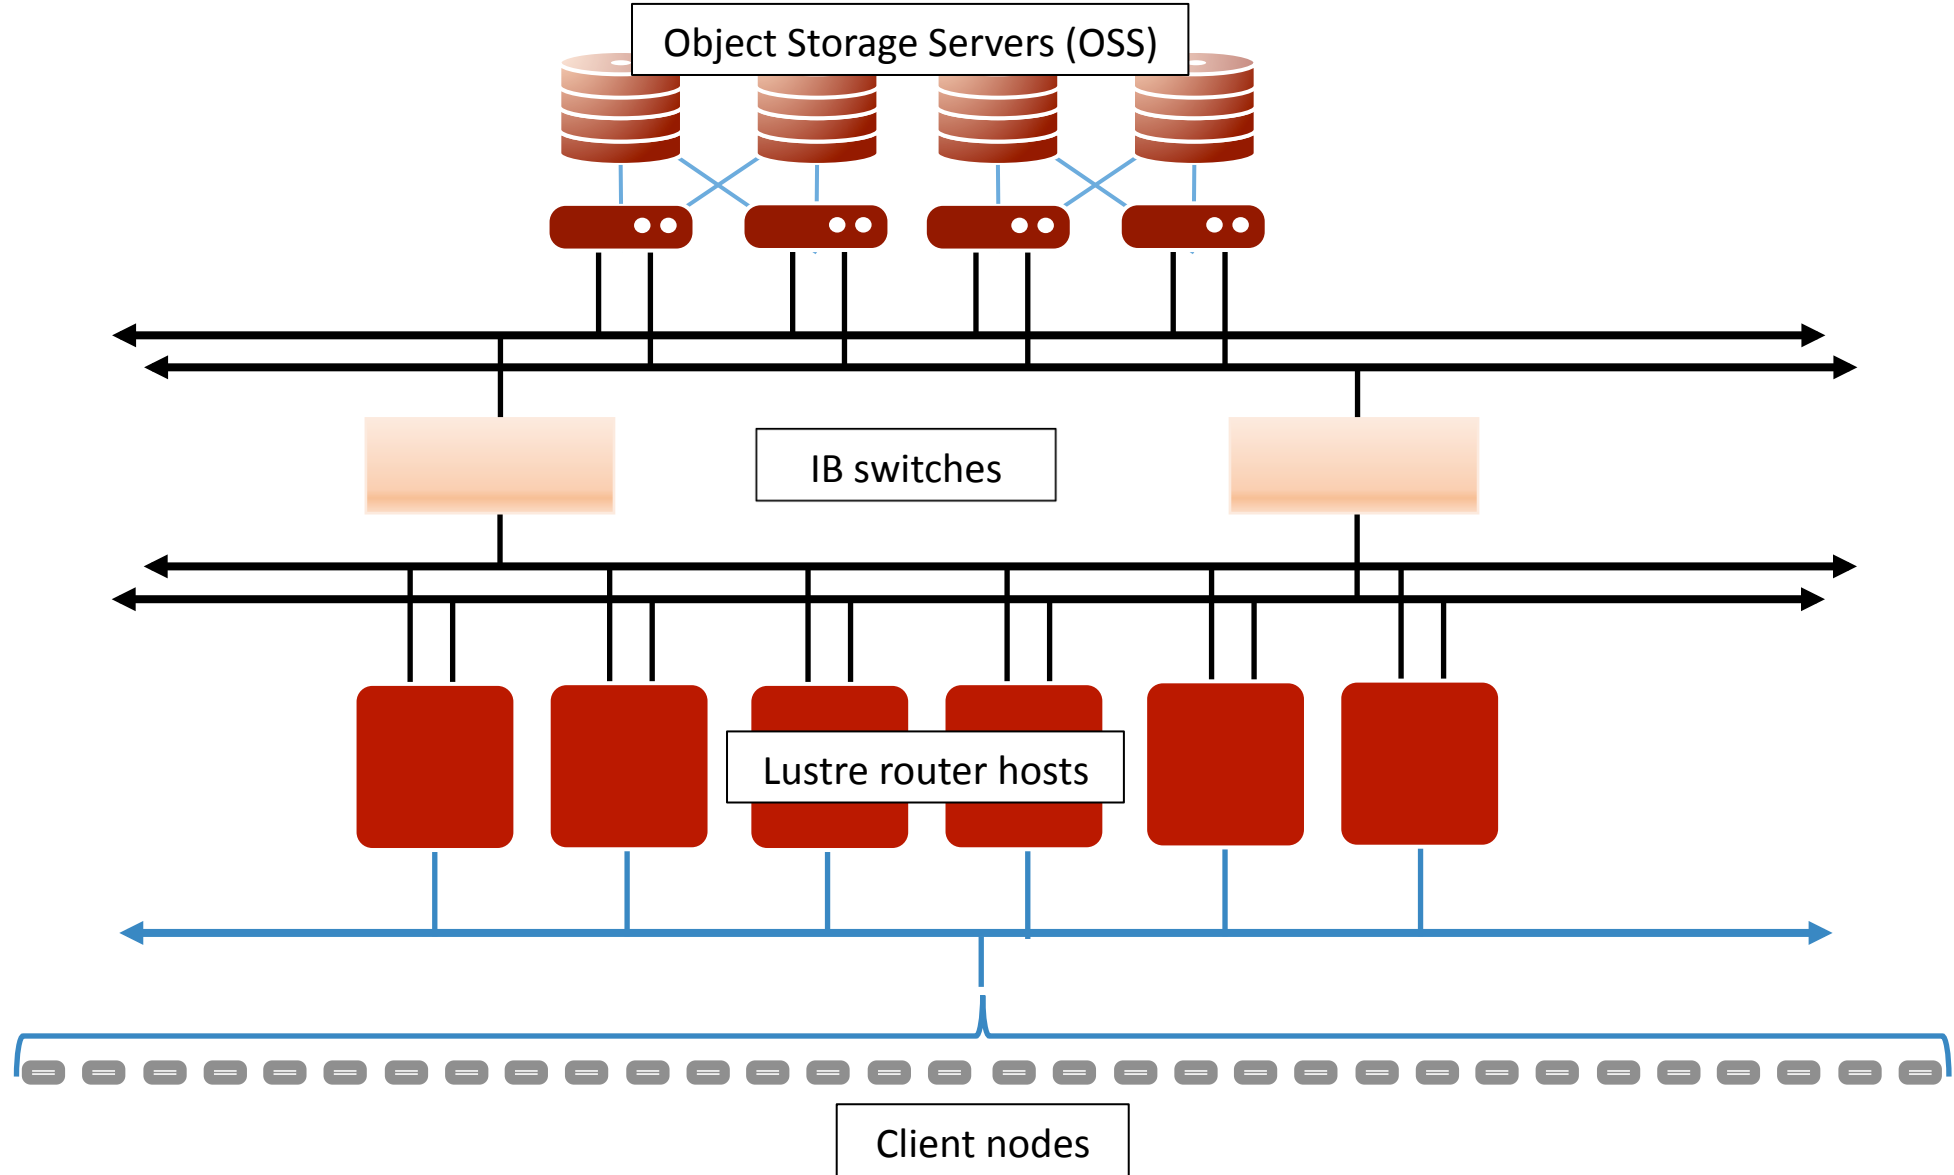 Object Storage Servers (OSS)
IB switches
Lustre router hosts
Client nodes